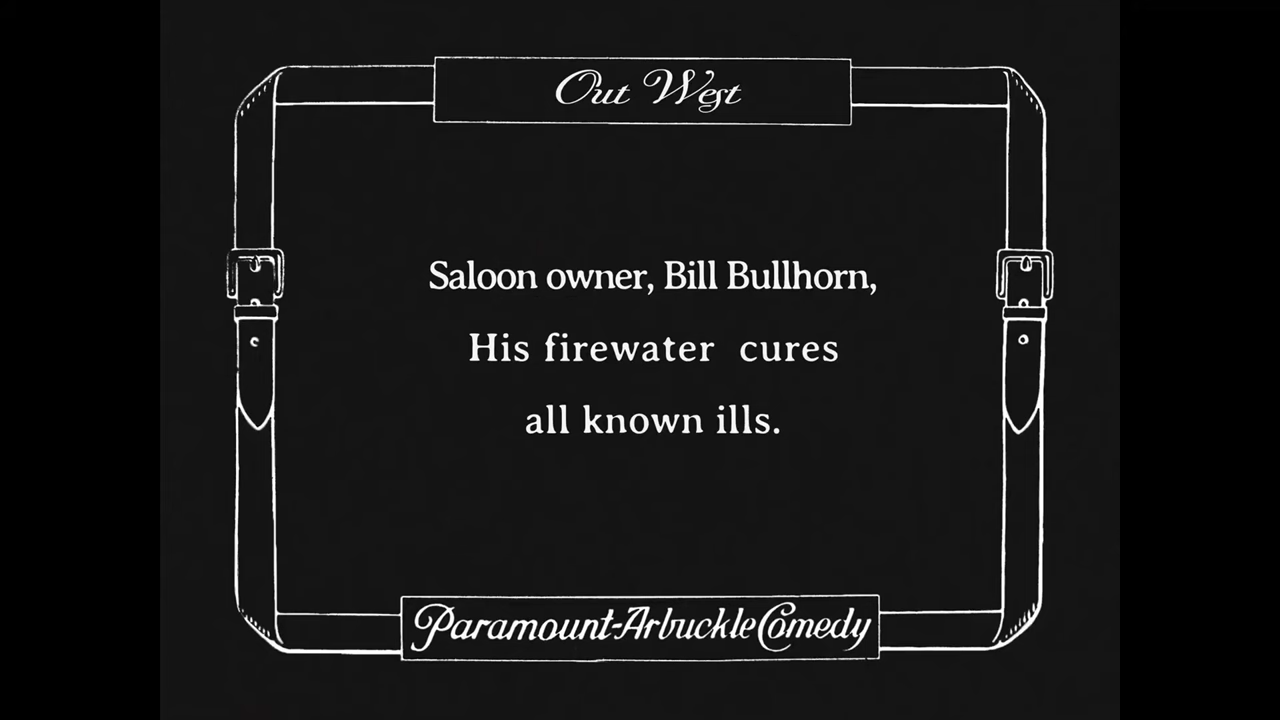 Out West
Saloon owner, Bill Bullhorn,
His firewater cures
all known ills.
Paramount-Arbuckle Comedy